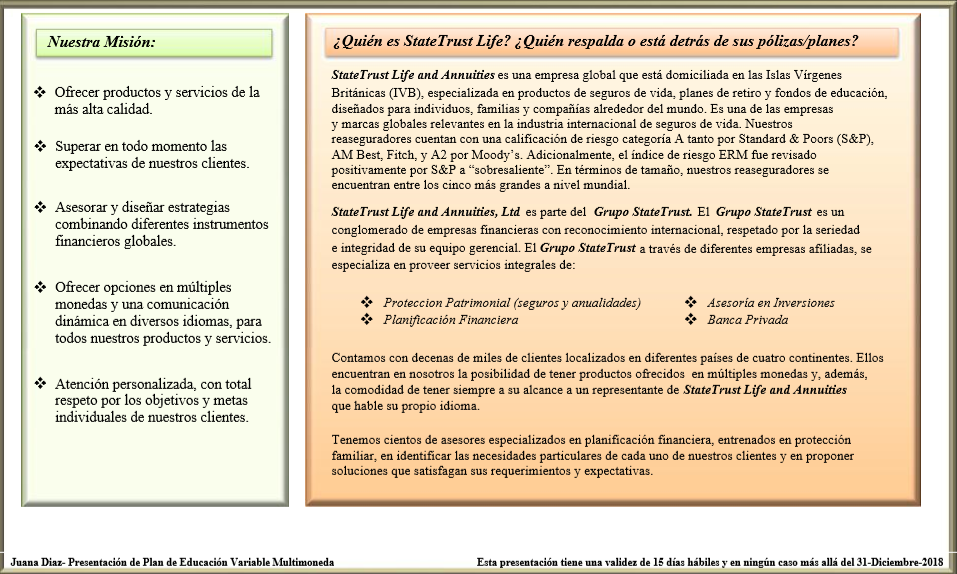 Nuestra Misión:
❖ Ofrecer productos y servicios de la
más alta calidad.
❖ Superar en todo momento las
expectativas de nuestros clientes.
❖ Asesorar y diseñar estrategias
combinando diferentes instrumentos
financieros globales.
❖ Ofrecer opciones en múltiples
monedas y una comunicación
dinámica en diversos idiomas, para
todos nuestros productos y servicios.
❖ Atención personalizada, con total
respeto por los objetivos y metas
individuales de nuestros clientes.
¿Quién es StateTrust Life? ¿Quién respalda o está detrás de sus pólizas/planes?
StateTrust Life and Annuities es una empresa global que está domiciliada en las Islas Vírgenes
Británicas (IVB), especializada en productos de seguros de vida, planes de retiro y fondos de educación,
diseñados para individuos, familias y compañías alrededor del mundo. Es una de las empresas
y marcas globales relevantes en la industria internacional de seguros de vida. Nuestros
reaseguradores cuentan con una calificación de riesgo categoría A tanto por Standard & Poors (S&P),
AM Best, Fitch, y A2 por Moody’s. Adicionalmente, el índice de riesgo ERM fue revisado
positivamente por S&P a “sobresaliente”. En términos de tamaño, nuestros reaseguradores se
encuentran entre los cinco más grandes a nivel mundial.
StateTrust Life and Annuities, Ltd es parte del Grupo StateTrust. El Grupo StateTrust es un
conglomerado de empresas financieras con reconocimiento internacional, respetado por la seriedad
e integridad de su equipo gerencial. El Grupo StateTrust a través de diferentes empresas afiliadas, se
especializa en proveer servicios integrales de:
❖ Proteccion Patrimonial (seguros y anualidades) ❖ Asesoría en Inversiones
❖ Planificación Financiera ❖ Banca Privada
Contamos con decenas de miles de clientes localizados en diferentes países de cuatro continentes. Ellos
encuentran en nosotros la posibilidad de tener productos ofrecidos en múltiples monedas y, además,
la comodidad de tener siempre a su alcance a un representante de StateTrust Life and Annuities
que hable su propio idioma.
Tenemos cientos de asesores especializados en planificación financiera, entrenados en protección
familiar, en identificar las necesidades particulares de cada uno de nuestros clientes y en proponer
soluciones que satisfagan sus requerimientos y expectativas.
Juana Diaz- Presentación de Plan de Educación Variable Multimoneda Esta presentación tiene una validez de 15 días hábiles y en ningún caso más allá del 31-Diciembre-2018